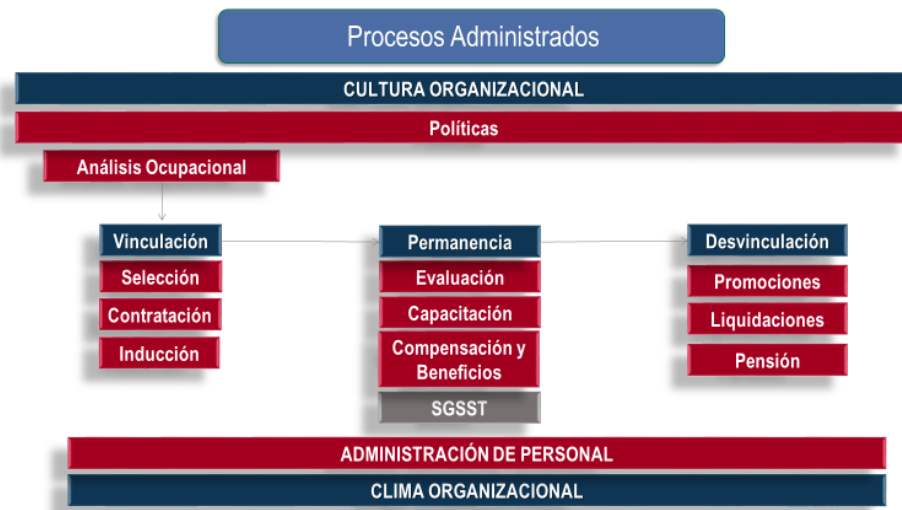 Procesos Administrados
CULTURA ORGANIZACIONAL
Políticas
Análisis Ocupacional
Vinculación
Selección
Contratación
Inducción
Permanencia
Evaluación
Capacitación
Compensación y
Beneficios
SGSST
Desvinculación
Promociones
Liquidaciones
Pensión
ADMINISTRACIÓN DE PERSONAL
CLIMA ORGANIZACIONAL